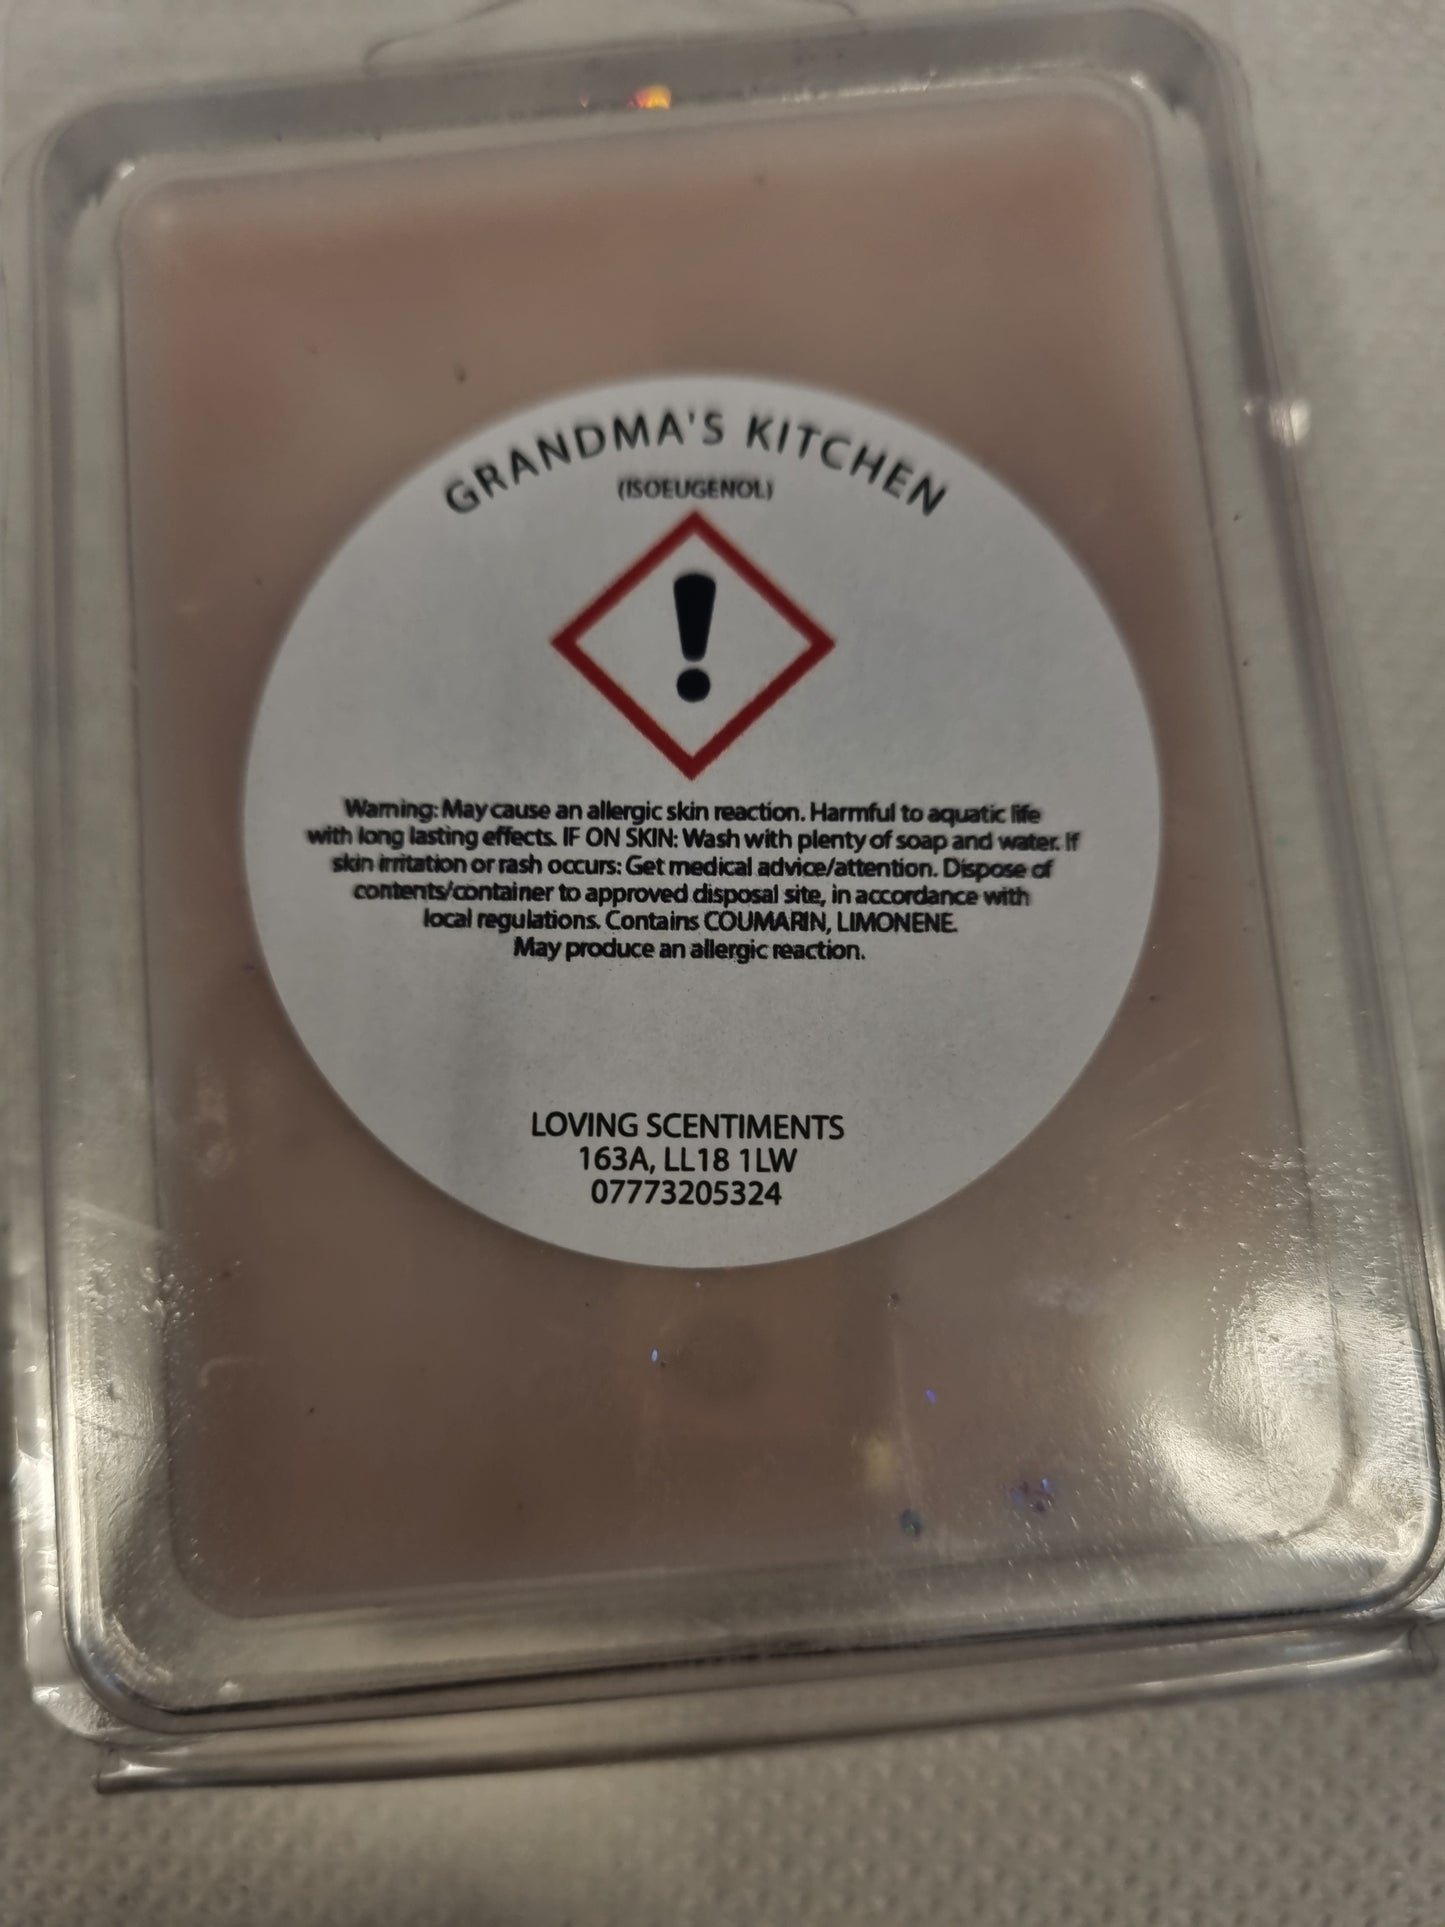 GRANDMA'S KITCHEN
(ISOEUGENOL)
Warning: May cause an allergic skin reaction. Harmful to aquatic life
with long lasting effects. IF ON SKIN: Wash with plenty of soap and water. If
skin irritation or rash occurs: Get medical advice/attention. Dispose of
contents/container to approved disposal site, in accordance with
local regulations. Contains COUMARIN, LIMONENE.
May produce an allergic reaction.
LOVING SCENTIMENTS
163A, LL18 1LW
07773205324